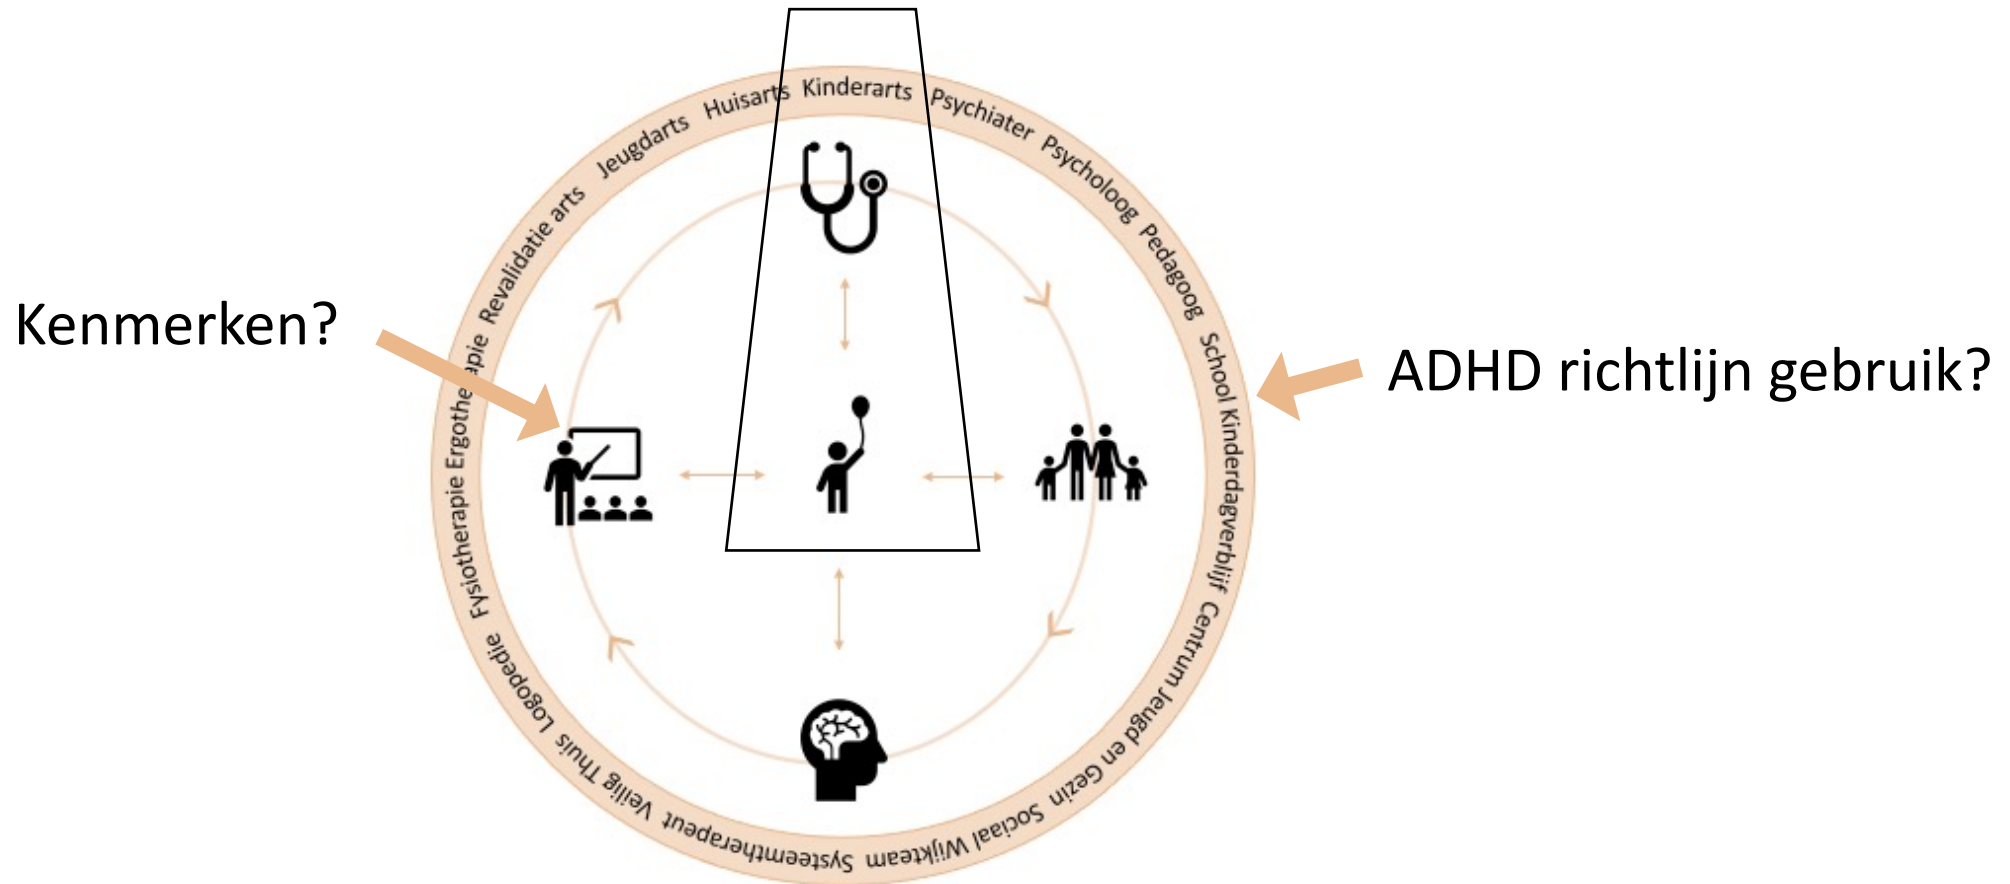 Kenmerken?
ADHD richtlijn gebruik?
Kinderarts
Psychiater
Psycholoog
Pedagoog
School Kinderdagverblijf
Centrum Jeugd en Gezin
Sociaal Wijkteam
Systeemtherapeut
Veilig Thuis
Logopedie
Fysiotherapie
Ergotherapie
Revalidatie arts
Jeugdarts
Huisarts